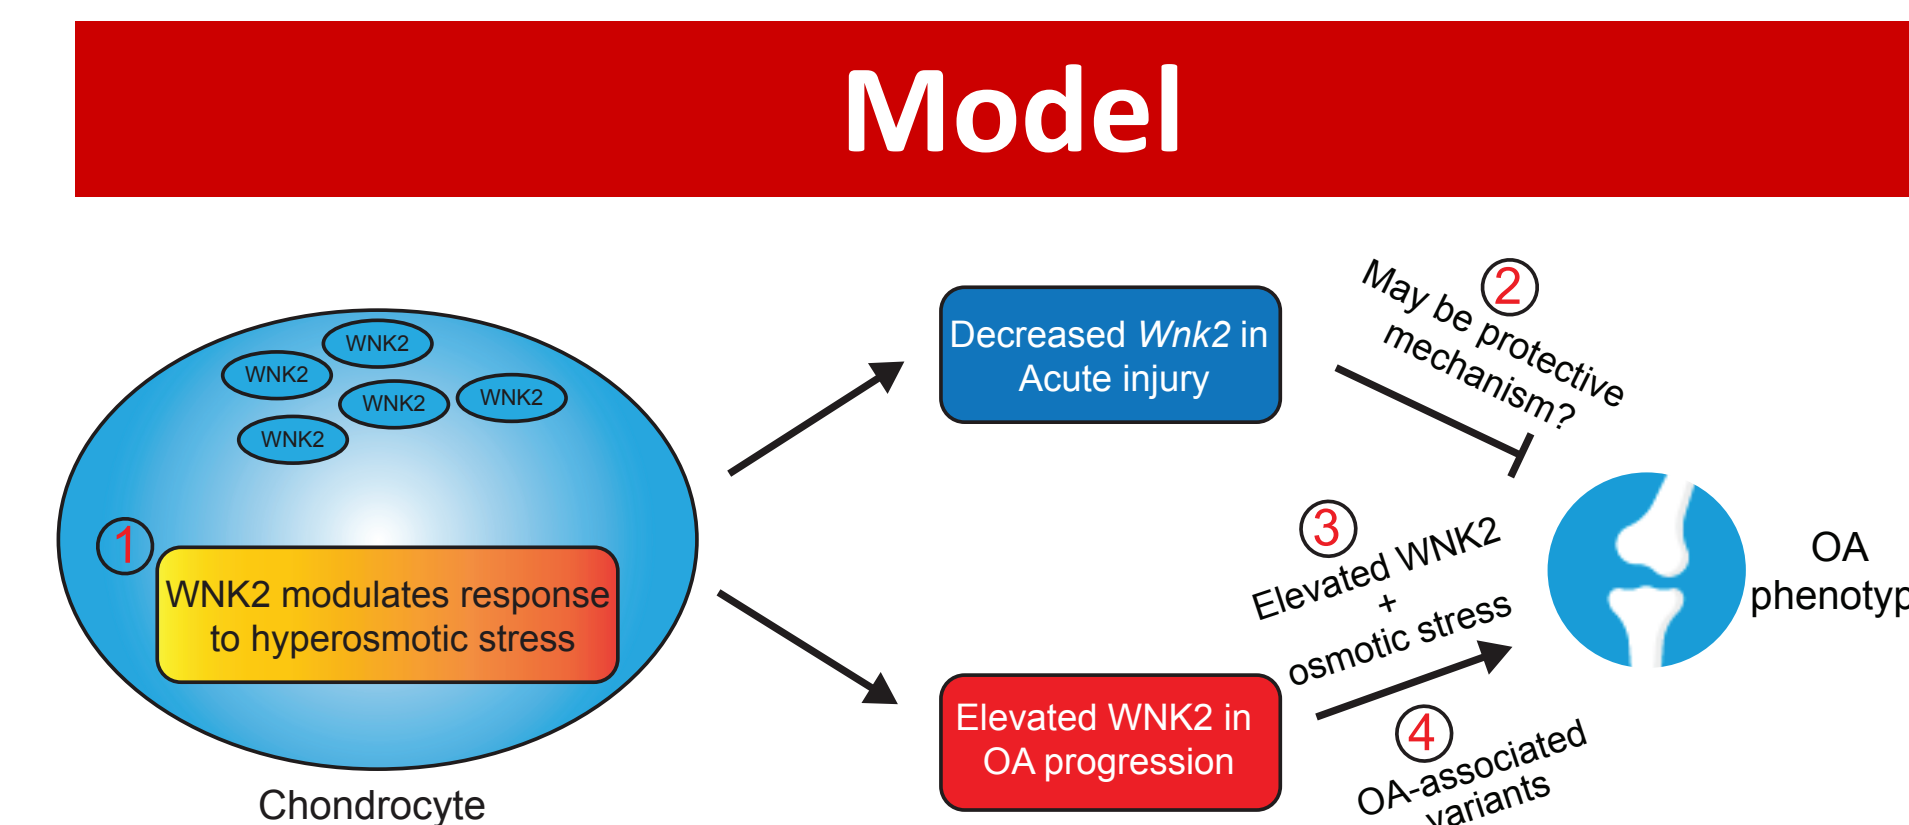 Model
WNK2
WNK2
WNK2
WNK2
WNK2
1
WNK2 modulates response
to hyperosmotic stress
Chondrocyte
Decreased Wnk2 in
Acute injury
2
May be protective
mechanism?
Elevated WNK2 in
OA progression
3
Elevated WNK2
+
osmotic stress
4
OA-associated
variants
OA
phenotyp